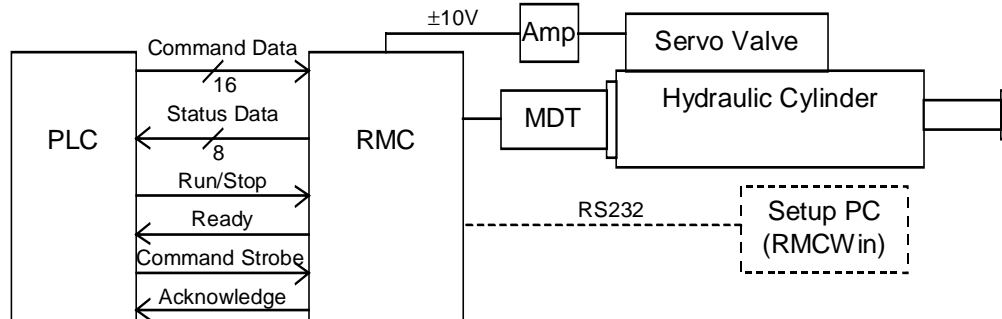 ±10V
Amp
Servo Valve
Command Data
16
Hydraulic Cylinder
Status Data
8
PLC
RMC
MDT
Run/Stop
Ready
RS232
Setup PC
(RMCWin)
Command Strobe
Acknowledge